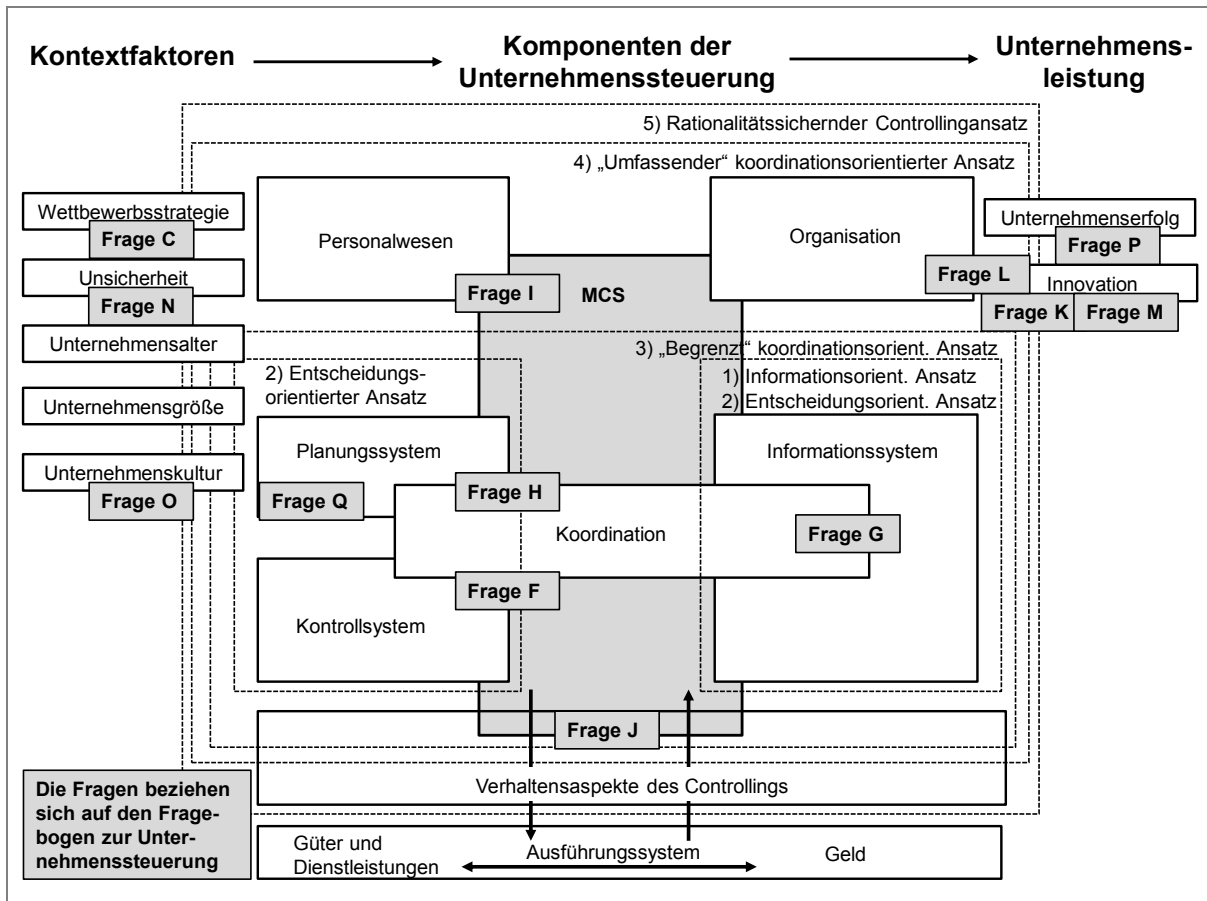 Kontextfaktoren
Komponenten der
Unternehmenssteuerung
Unternehmens-
leistung
5) Rationalitätssichernder Controllingansatz
4) „Umfassender“ koordinationsorientierter Ansatz
Wettbewerbsstrategie
Frage C
Unsicherheit
Frage N
Unternehmensalter
Unternehmensgröße
Unternehmenskultur
Frage O
Personalwesen
Frage I
MCS
Organisation
Frage L
Unternehmenserfolg
Frage P
Innovation
Frage K
Frage M
3) „Begrenzt“ koordinationsorient. Ansatz
2) Entscheidungs-
orientierter Ansatz
1) Informationsorient. Ansatz
2) Entscheidungsorient. Ansatz
Planungssystem
Frage Q
Frage H
Informationssystem
Koordination
Frage G
Frage F
Kontrollsystem
Frage J
Verhaltensaspekte des Controllings
Die Fragen beziehen
sich auf den Frage-
bogen zur Unter-
nehmenssteuerung
Güter und
Dienstleistungen
Ausführungssystem
Geld